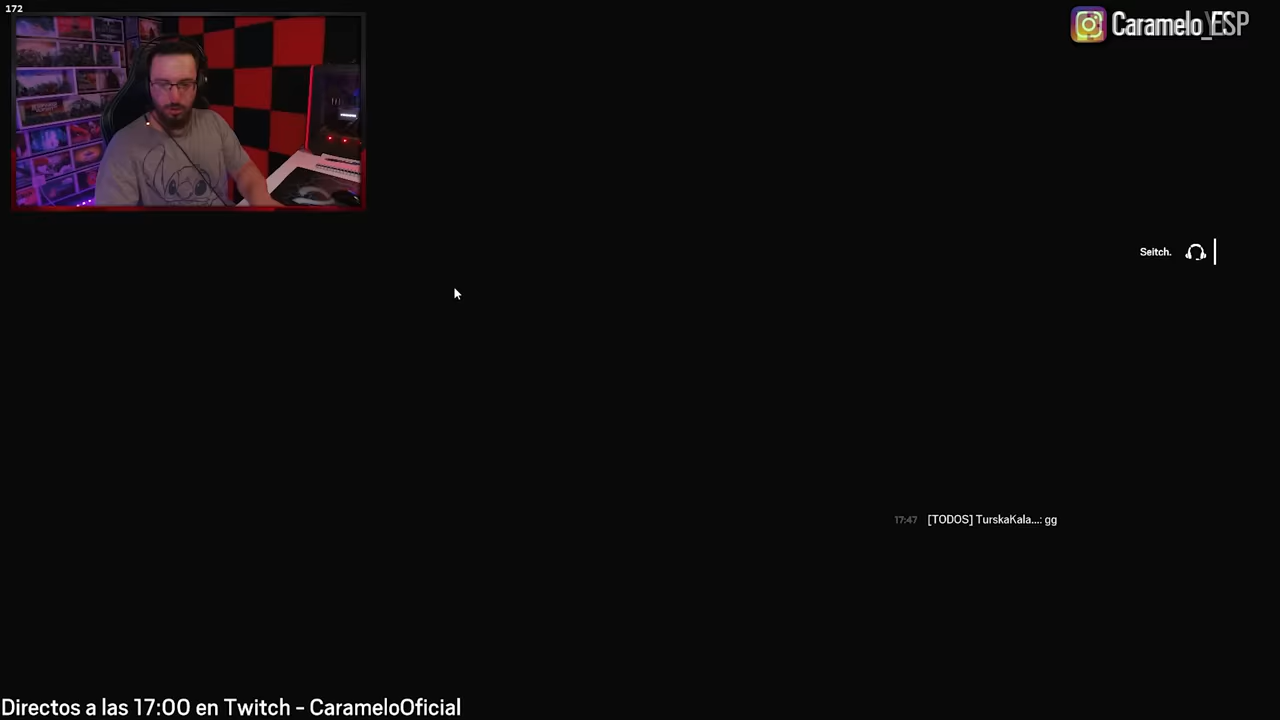 172
Caramelo_ESP
Seitch.
17:47 [TODOS] TurskaKala...: gg
Directos a las 17:00 en Twitch - CarameloOficial